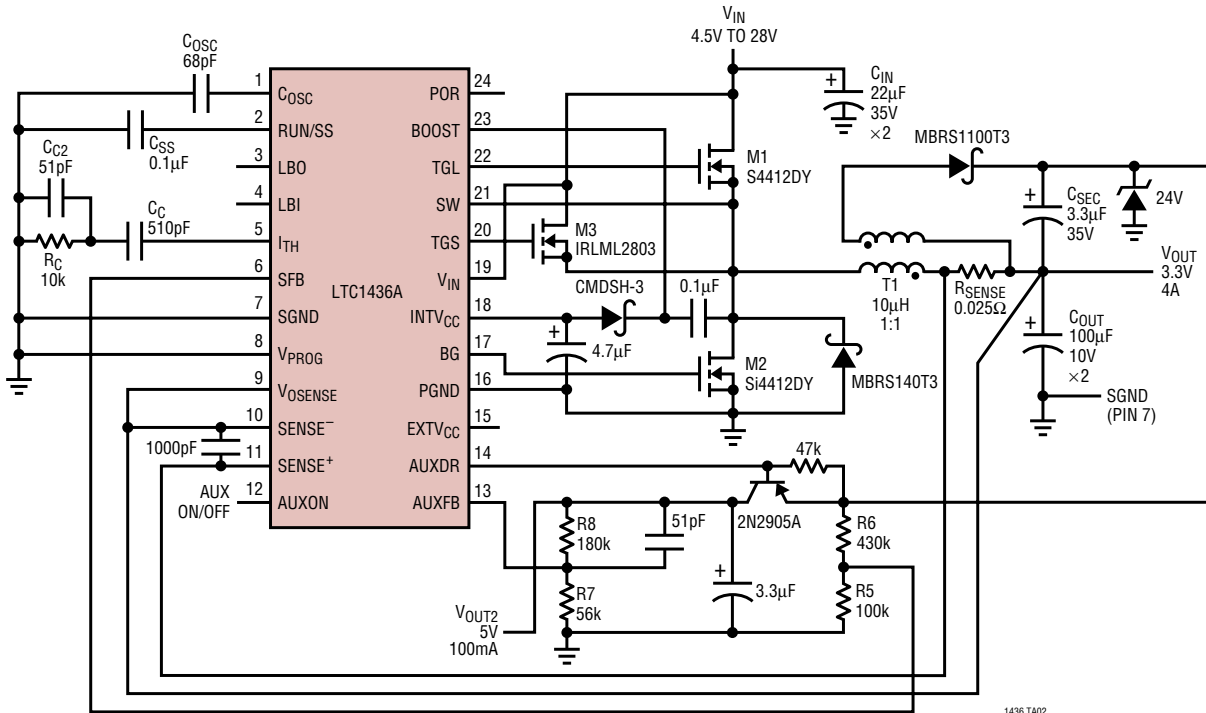 VIN
4.5V TO 28V
COSC
68pF
CIN
22µF
35V
×2
+
1
COSC
POR
24
2
RUN/SS
BOOST
23
CSS
0.1µF
MBRS1100T3
CC2
51pF
3
LBO
TGL
22
M1
S4412DY
4
LBI
SW
21
CSEC
3.3µF
35V
+
24V
CC
510pF
5
ITH
TGS
20
M3
IRLML2803
RC
10k
6
SFB
VIN
19
VOUT
3.3V
4A
LTC1436A
CMDSH-3
0.1µF
T1
10µH
1:1
RSENSE
0.025Ω
7
SGND
INTVCC
18
+
4.7µF
COUT
100µF
10V
×2
+
8
VPROG
BG
17
M2
Si4412DY
MBRS140T3
9
VOSENSE
PGND
16
SGND
(PIN 7)
10
SENSE–
EXTVCC
15
1000pF
11
SENSE+
AUXDR
14
47k
AUX
ON/OFF
12
AUXON
AUXFB
13
2N2905A
R8
180k
51pF
R6
430k
R7
56k
+
3.3µF
R5
100k
VOUT2
5V
100mA
1436 TA02